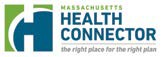 MASSACHUSETTS
HEALTH
CONNECTOR
the right place for the right plan